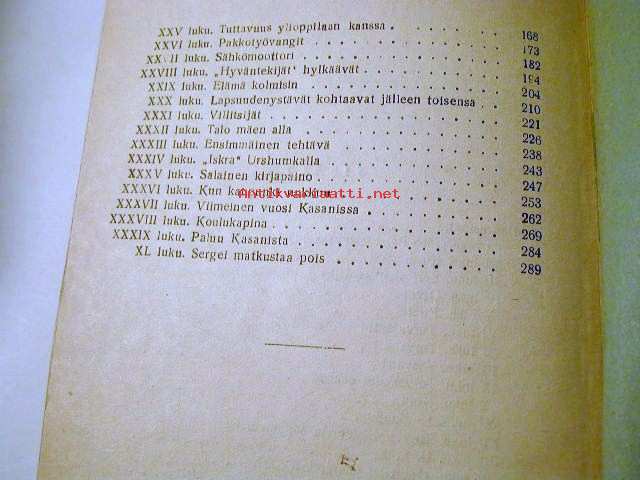 XXV luku. Tuttavuus ylioppilaan kanssa . . . . . . 168
XXVI luku. Pakkotyövangit . . . . . . . . . . 173
XXVII luku. Sähkömoottori . . . . . . . . . . 182
XXVIII luku. „Hyväntekijät" hylkäävät . . . . . . . 194
XXIX luku. Elämä kolmisin . . . . . . . . . . 204
XXX luku. Lapsuudenystävät kohtaavat jälleen toisensa . . . 210
XXXI luku. Villitsijät . . . . . . . . . . . 221
XXXII luku. Talo mäen alla . . . . . . . . . . 226
XXXIII luku. Ensimmäinen tehtävä . . . . . . . . 238
XXXIV luku. „Iskra" Urshumkalla . . . . . . . . . 243
XXXV luku. Salainen kirjapaino . . . . . . . . . 247
XXXVI luku. Kun kaupunki . . . . . . . . 253
XXXVII luku. Viimeinen vuosi Kasanissa . . . . . . . 262
XXXVIII luku. Koulukapina . . . . . . . . . . . 269
XXXIX luku. Paluu Kasanista . . . . . . . . . . 284
XL luku. Sergei matkustaa pois . . . . . . . . . 289
Antikvariaatti.net